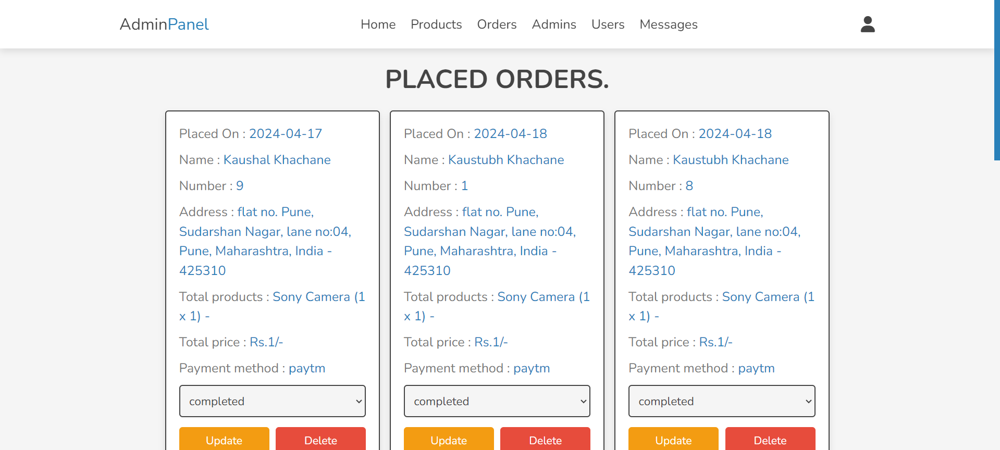 AdminPanel
Home Products Orders Admins Users Messages
PLACED ORDERS.
Placed On : 2024-04-17
Name : Kaushal Khachane
Number : 9
Address : flat no. Pune,
Sudarshan Nagar, lane no:04,
Pune, Maharashtra, India -
425310
Total products : Sony Camera (1
x 1) -
Total price : Rs.1/-
Payment method : paytm
completed
Update Delete
Placed On : 2024-04-18
Name : Kaustubh Khachane
Number : 1
Address : flat no. Pune,
Sudarshan Nagar, lane no:04,
Pune, Maharashtra, India -
425310
Total products : Sony Camera (1
x 1) -
Total price : Rs.1/-
Payment method : paytm
completed
Update Delete
Placed On : 2024-04-18
Name : Kaustubh Khachane
Number : 8
Address : flat no. Pune,
Sudarshan Nagar, lane no:04,
Pune, Maharashtra, India -
425310
Total products : Sony Camera (1
x 1) -
Total price : Rs.1/-
Payment method : paytm
completed
Update Delete